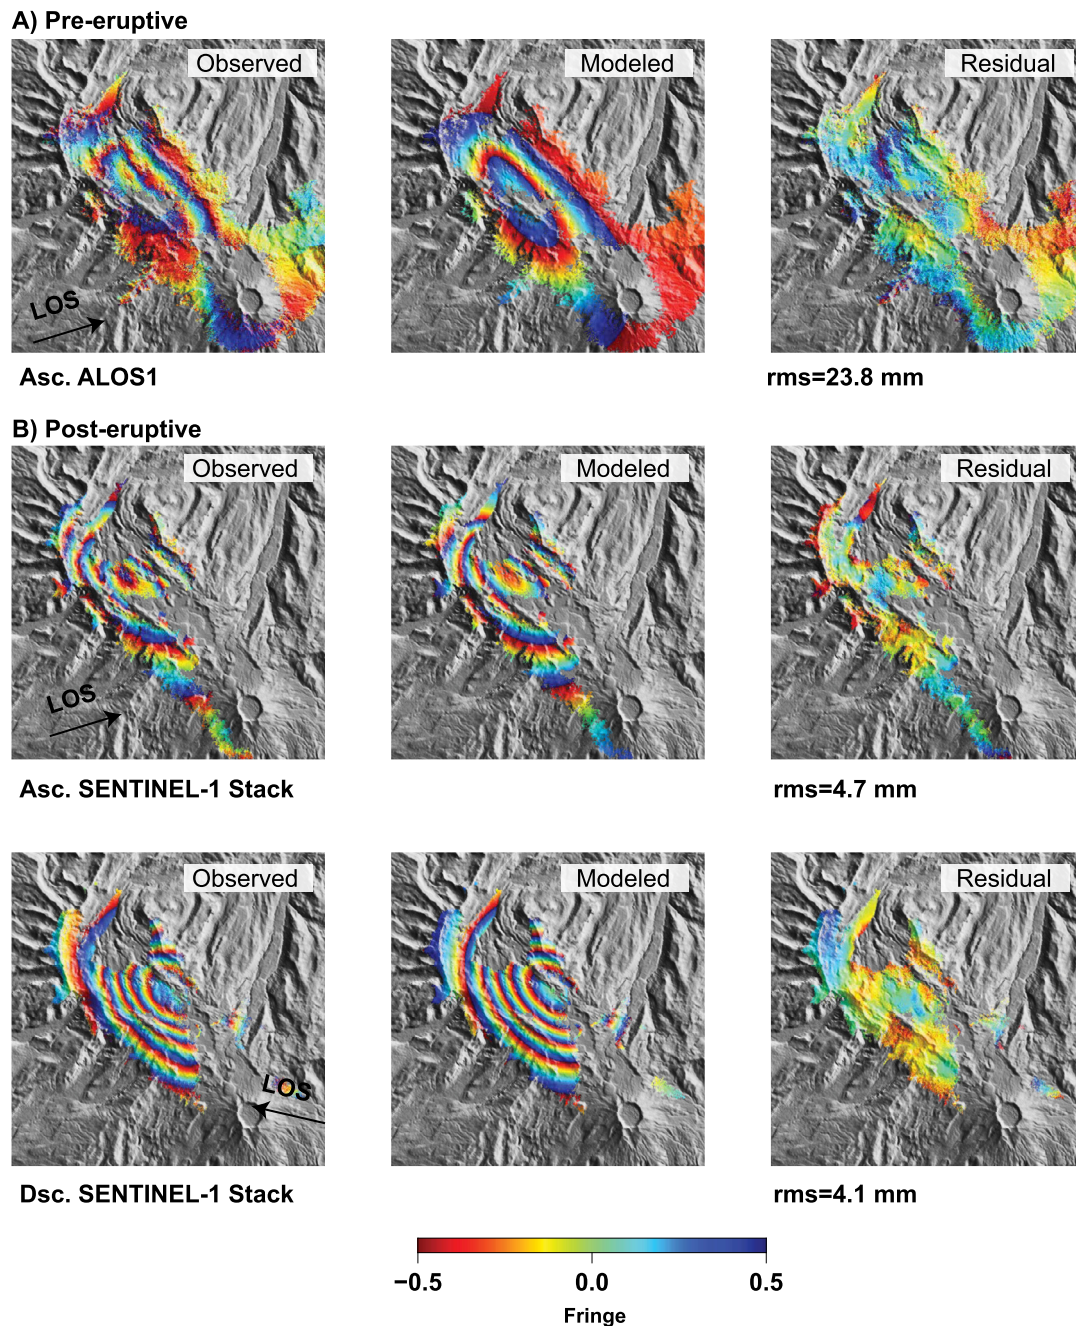 A) Pre-eruptive
Observed
Modeled
Residual
LOS
Asc. ALOS1
rms=23.8 mm
B) Post-eruptive
Observed
Modeled
Residual
LOS
Asc. SENTINEL-1 Stack
rms=4.7 mm
Observed
Modeled
Residual
LOS
Dsc. SENTINEL-1 Stack
rms=4.1 mm
−0.5 0.0 0.5
Fringe